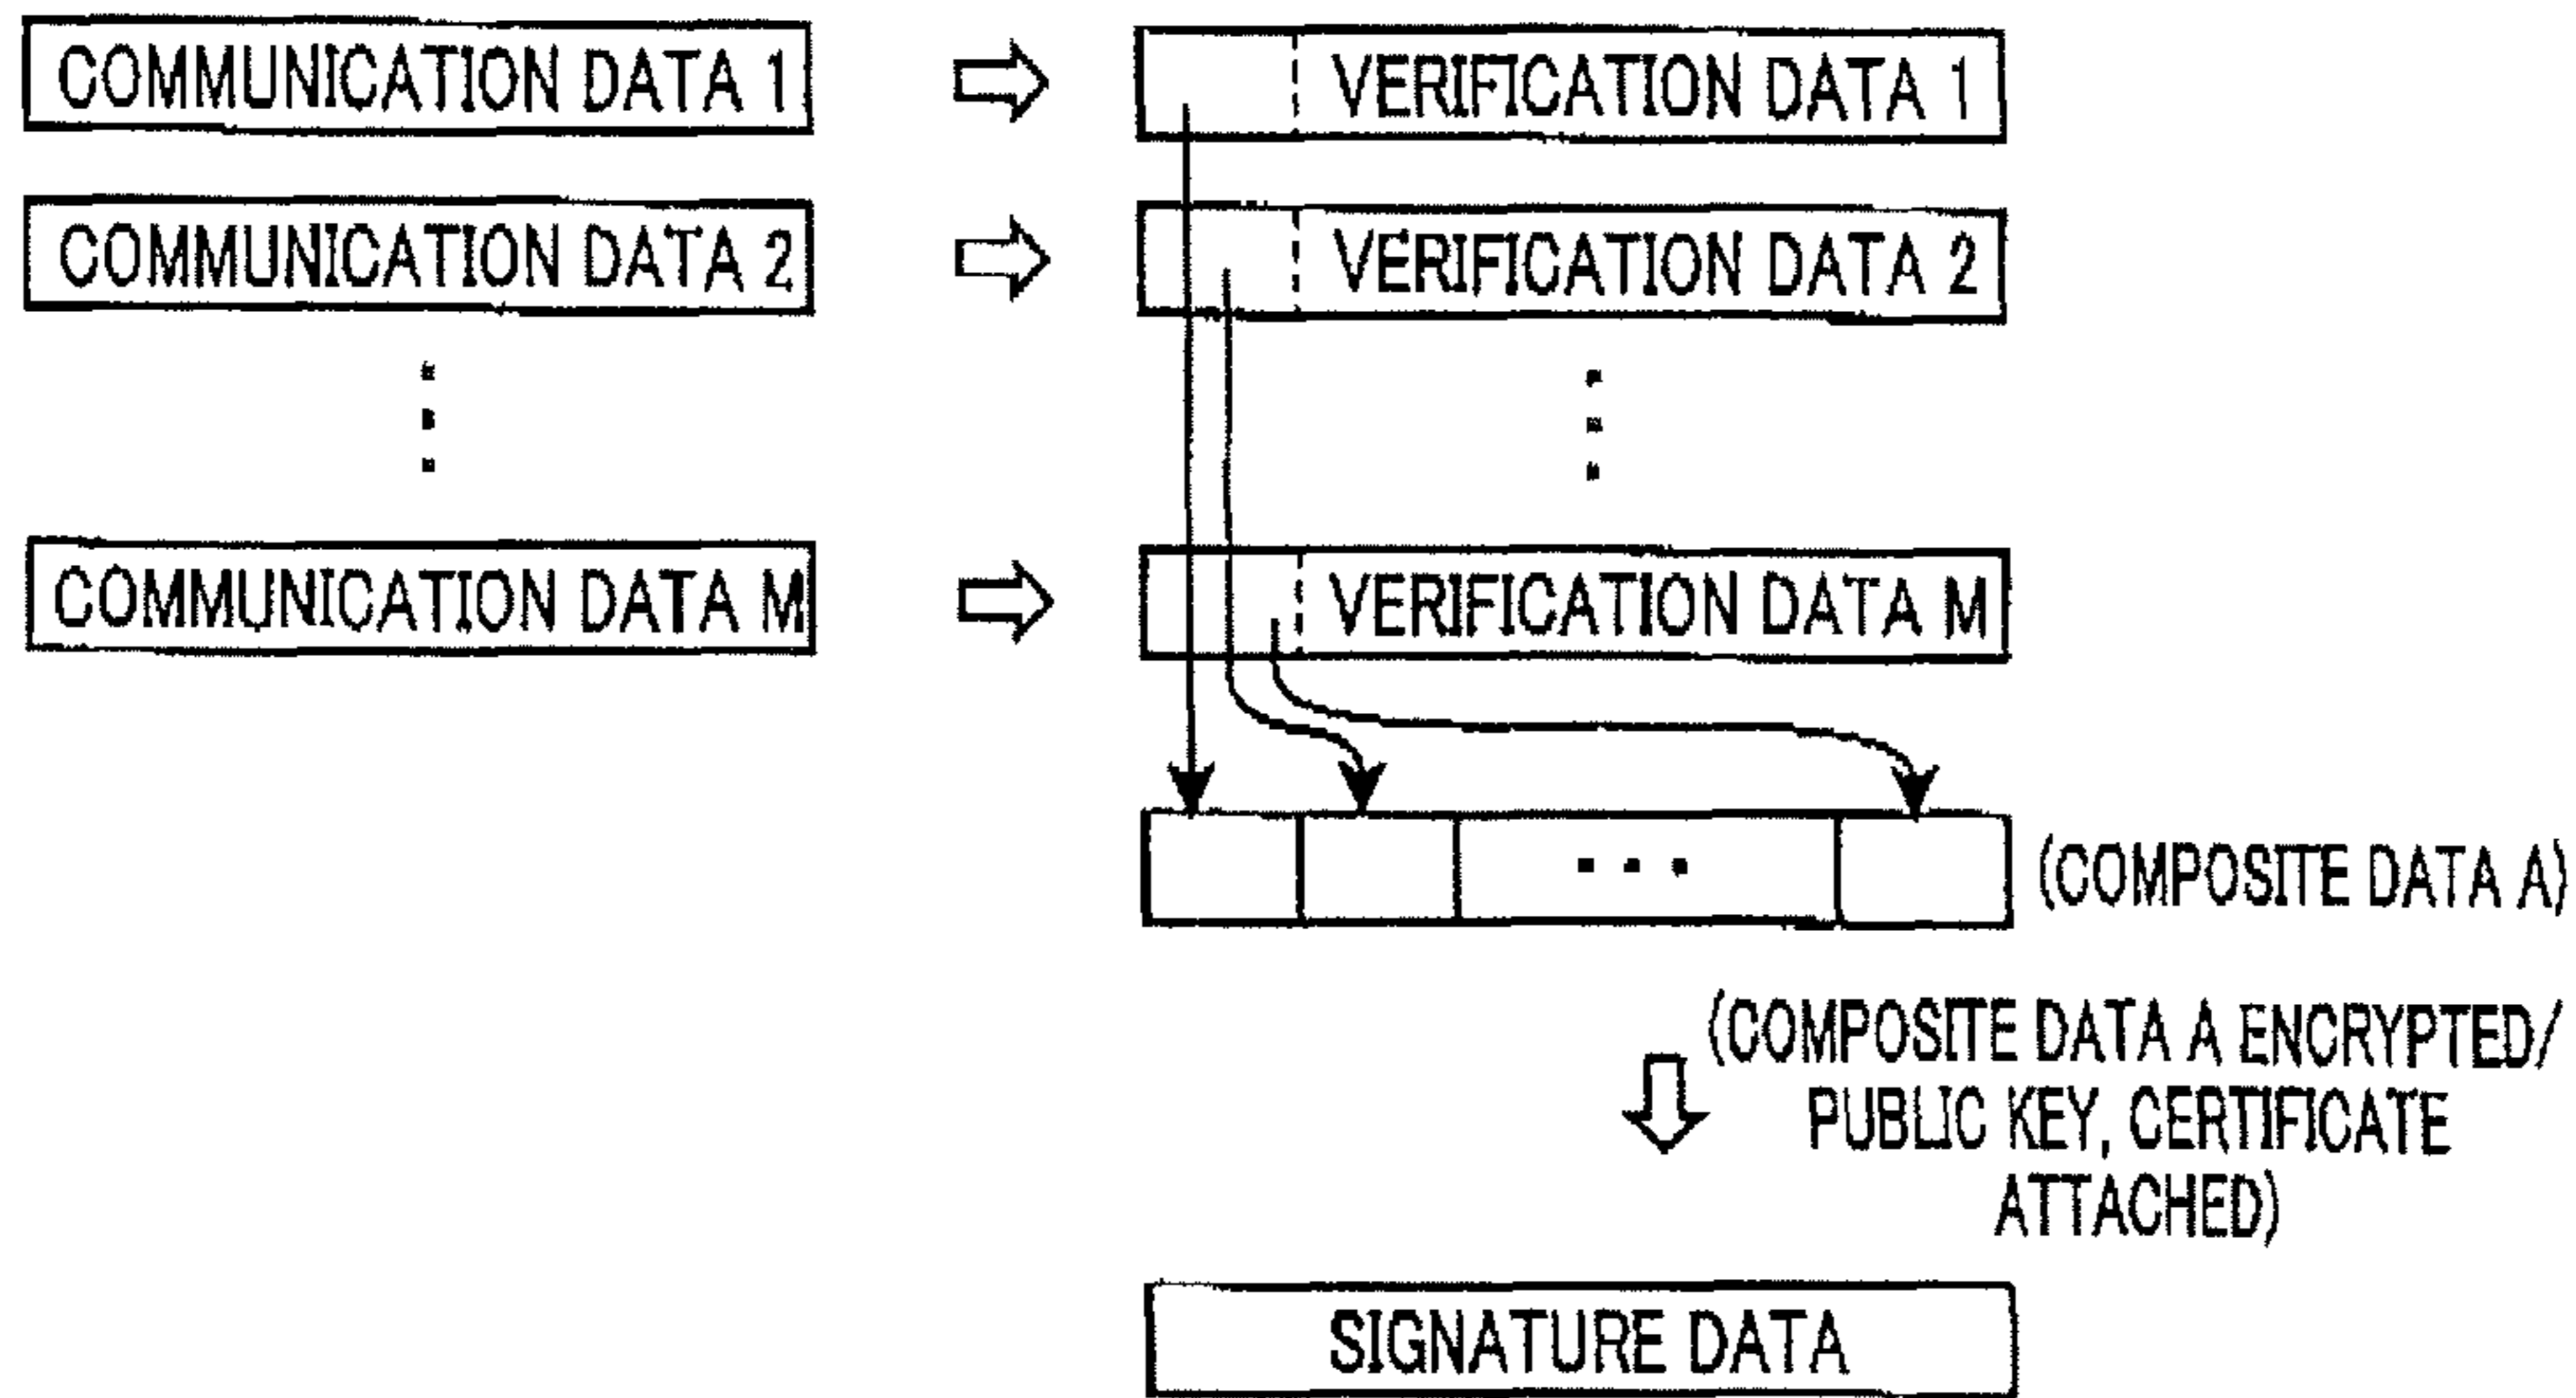 COMMUNICATION DATA 1
VERIFICATION DATA 1
COMMUNICATION DATA 2
VERIFICATION DATA 2
COMMUNICATION DATA M
VERIFICATION DATA M
(COMPOSITE DATA A)
(COMPOSITE DATA A ENCRYPTED/
PUBLIC KEY, CERTIFICATE
ATTACHED)
SIGNATURE DATA